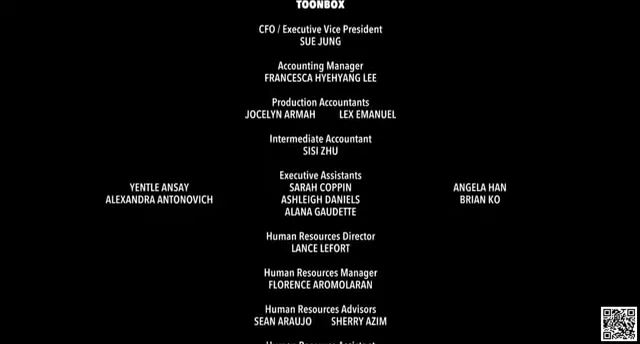 TOONBOX
CFO / Executive Vice President
SUE JUNG
Accounting Manager
FRANCESCA HYEHYANG LEE
Production Accountants
JOCELYN ARMAH LEX EMANUEL
Intermediate Accountant
SISI ZHU
Executive Assistants
YENTLE ANSAY SARAH COPPIN ANGELA HAN
ALEXANDRA ANTONOVICH ASHLEIGH DANIELS BRIAN KO
ALANA GAUDETTE
Human Resources Director
LANCE LEFORT
Human Resources Manager
FLORENCE AROMOLARAN
Human Resources Advisors
SEAN ARAUJO SHERRY AZIM